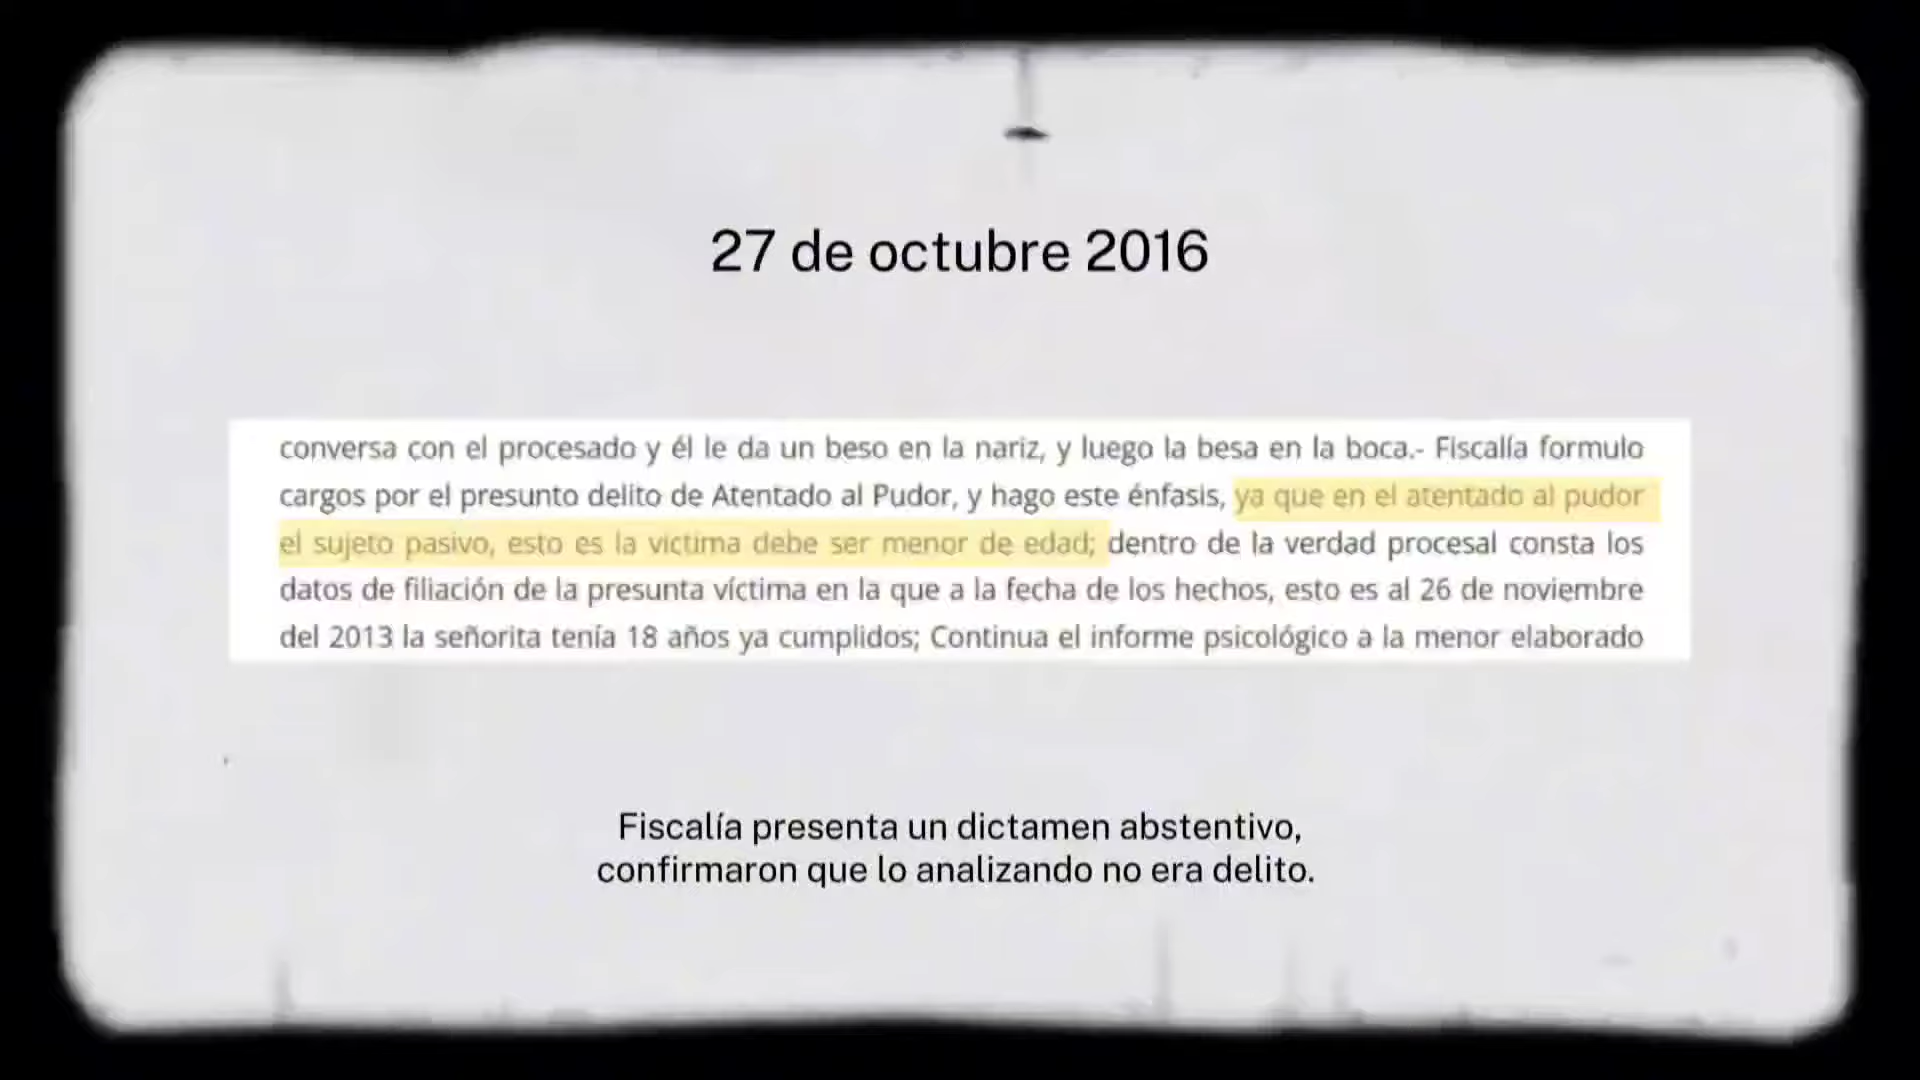 27 de octubre 2016
conversa con el procesado y él le da un beso en la nariz, y luego la besa en la boca.- Fiscalía formulo
cargos por el presunto delito de Atentado al Pudor, y hago este énfasis, ya que en el atentado al pudor
el sujeto pasivo, esto es la victima debe ser menor de edad; dentro de la verdad procesal consta los
datos de filiación de la presunta víctima en la que a la fecha de los hechos, esto es al 26 de noviembre
del 2013 la señorita tenía 18 años ya cumplidos; Continua el informe psicológico a la menor elaborado
Fiscalía presenta un dictamen abstentivo,
confirmaron que lo analizando no era delito.